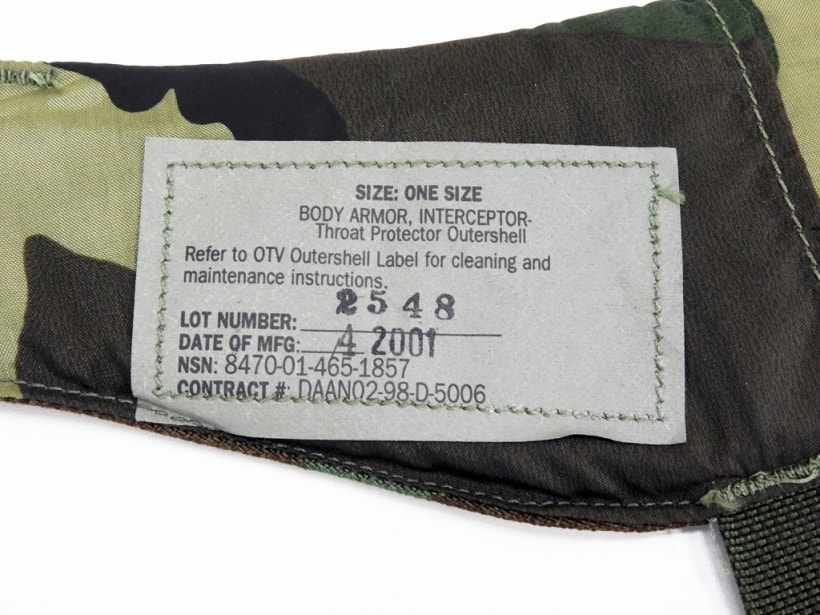 SIZE: ONE SIZE
BODY ARMOR, INTERCEPTOR-
Throat Protector Outershell
Refer to OTV Outershell Label for cleaning and
maintenance instructions.
LOT NUMBER: 2548
DATE OF MFG: 4 2001
NSN: 8470-01-465-1857
CONTRACT #: DAAN02-98-D-5006